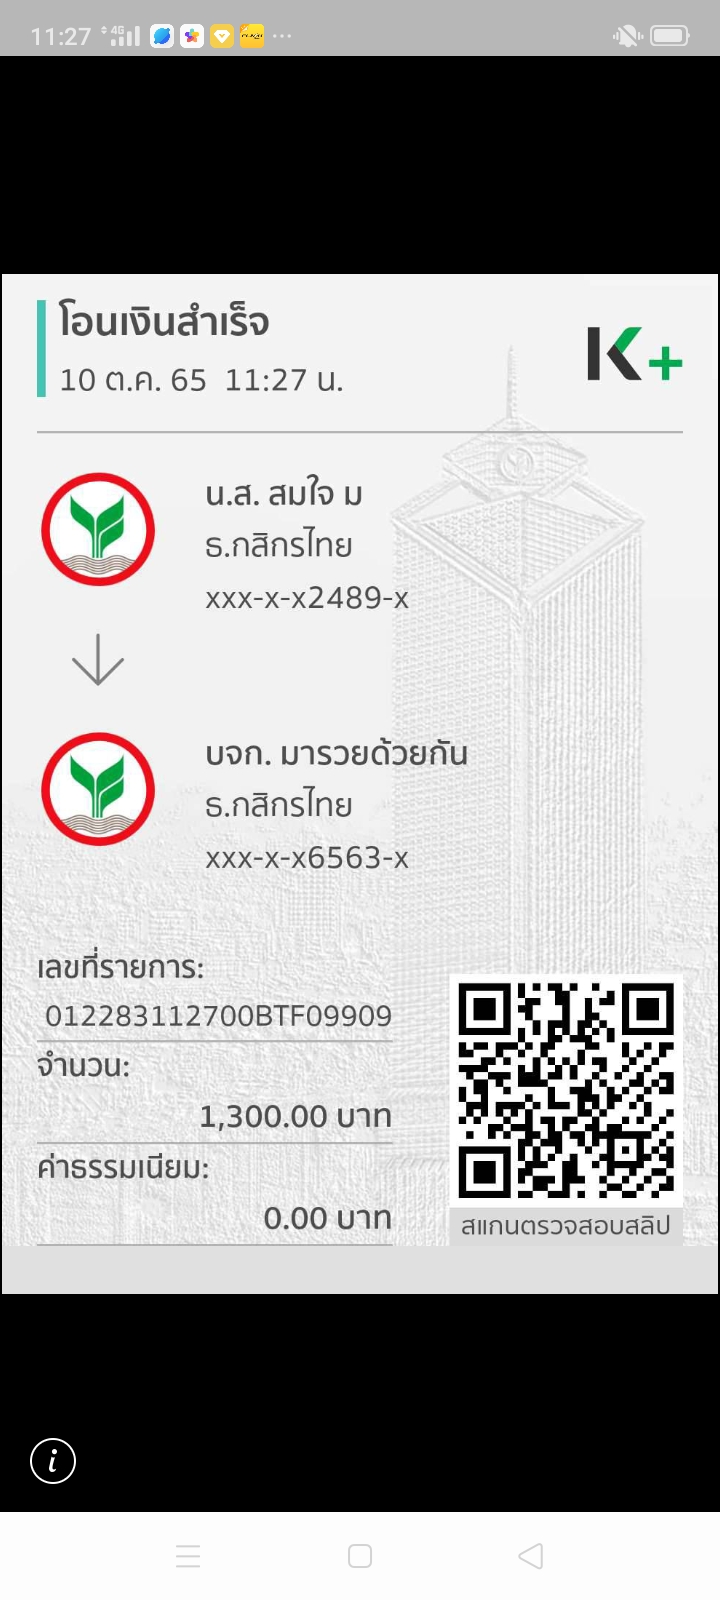 11:27 4G
โอนเงินสำเร็จ
10 ต.ค. 65 11:27 น.
K+
น.ส. สมใจ ม
ธ.กสิกรไทย
xxx-x-x2489-x
บจก. มารวยด้วยกัน
ธ.กสิกรไทย
xxx-x-x6563-x
เลขที่รายการ:
012283112700BTF09909
จำนวน:
1,300.00 บาท
ค่าธรรมเนียม:
0.00 บาท
สแกนตรวจสอบสลิป
i